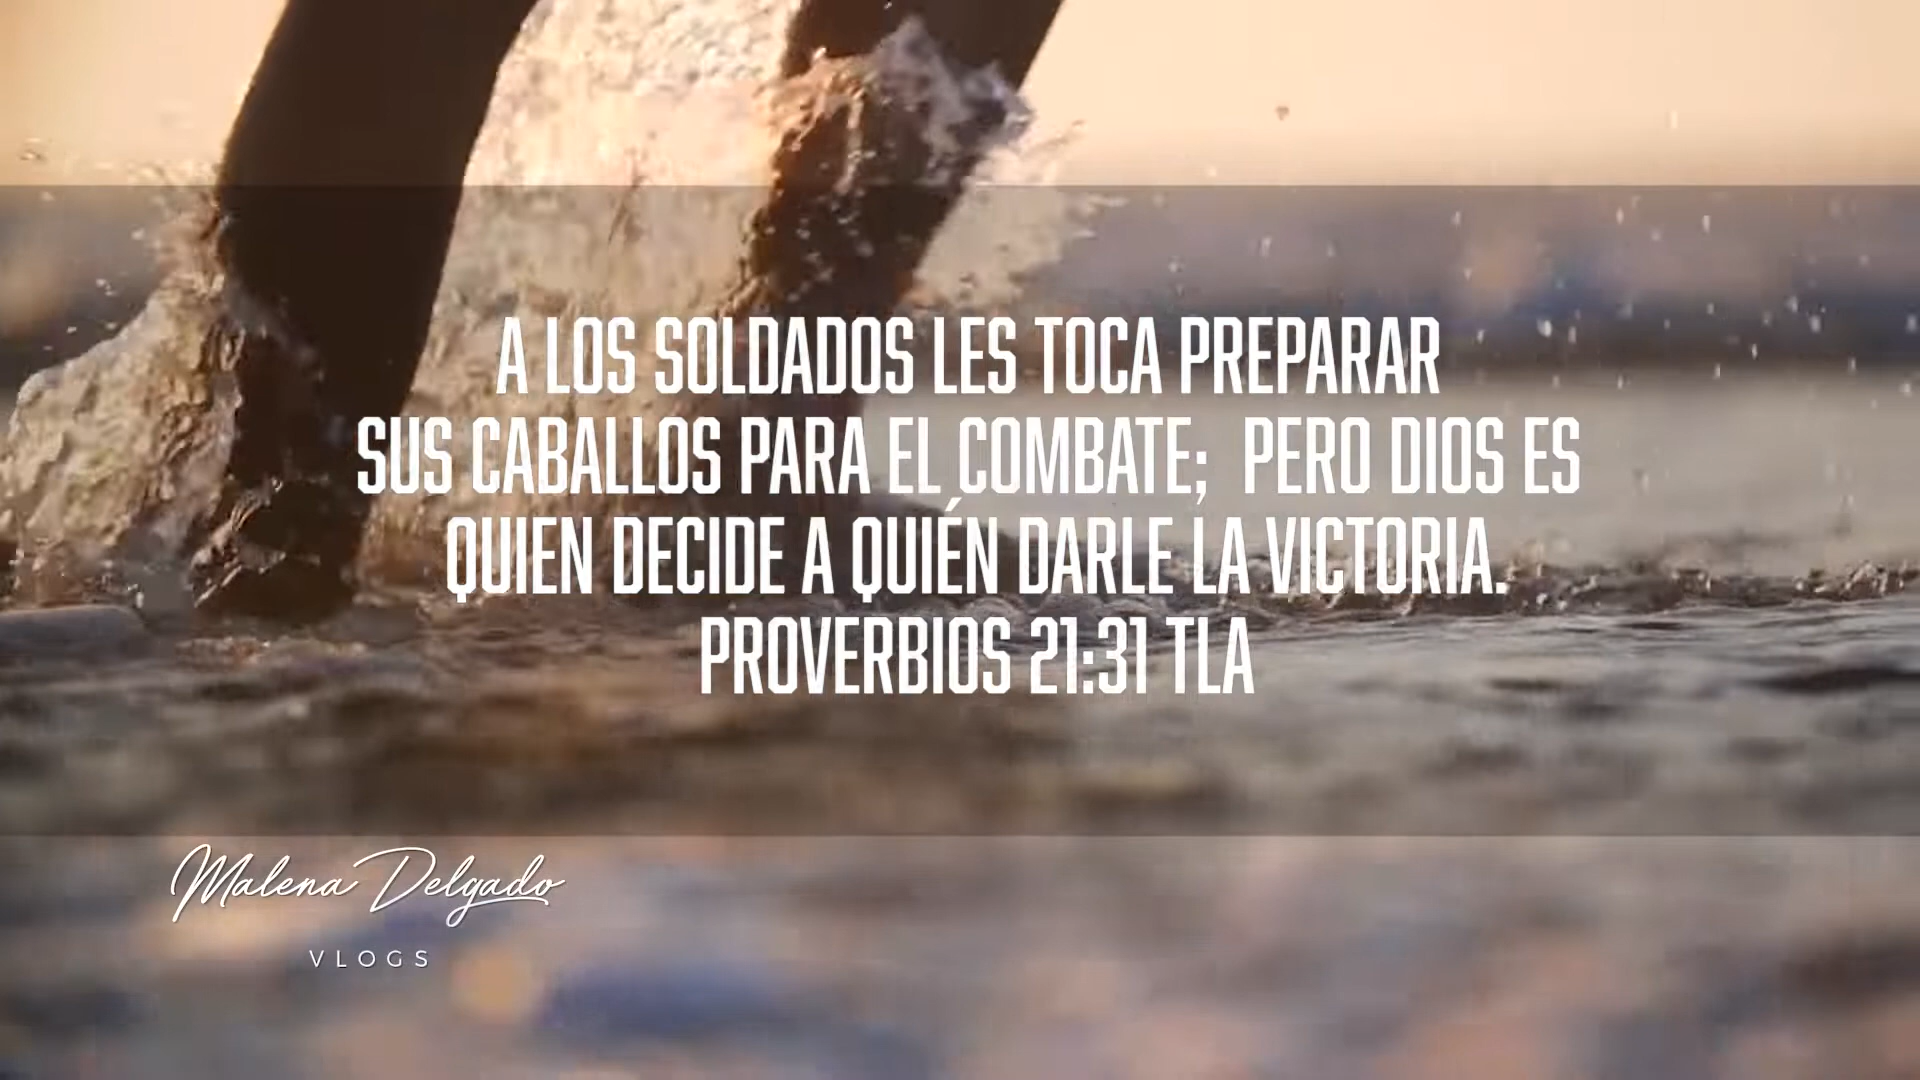 A LOS SOLDADOS LES TOCA PREPARAR
SUS CABALLOS PARA EL COMBATE; PERO DIOS ES
QUIEN DECIDE A QUIÉN DARLE LA VICTORIA.
PROVERBIOS 21:31 TLA
Malena Delgado
VLOGS